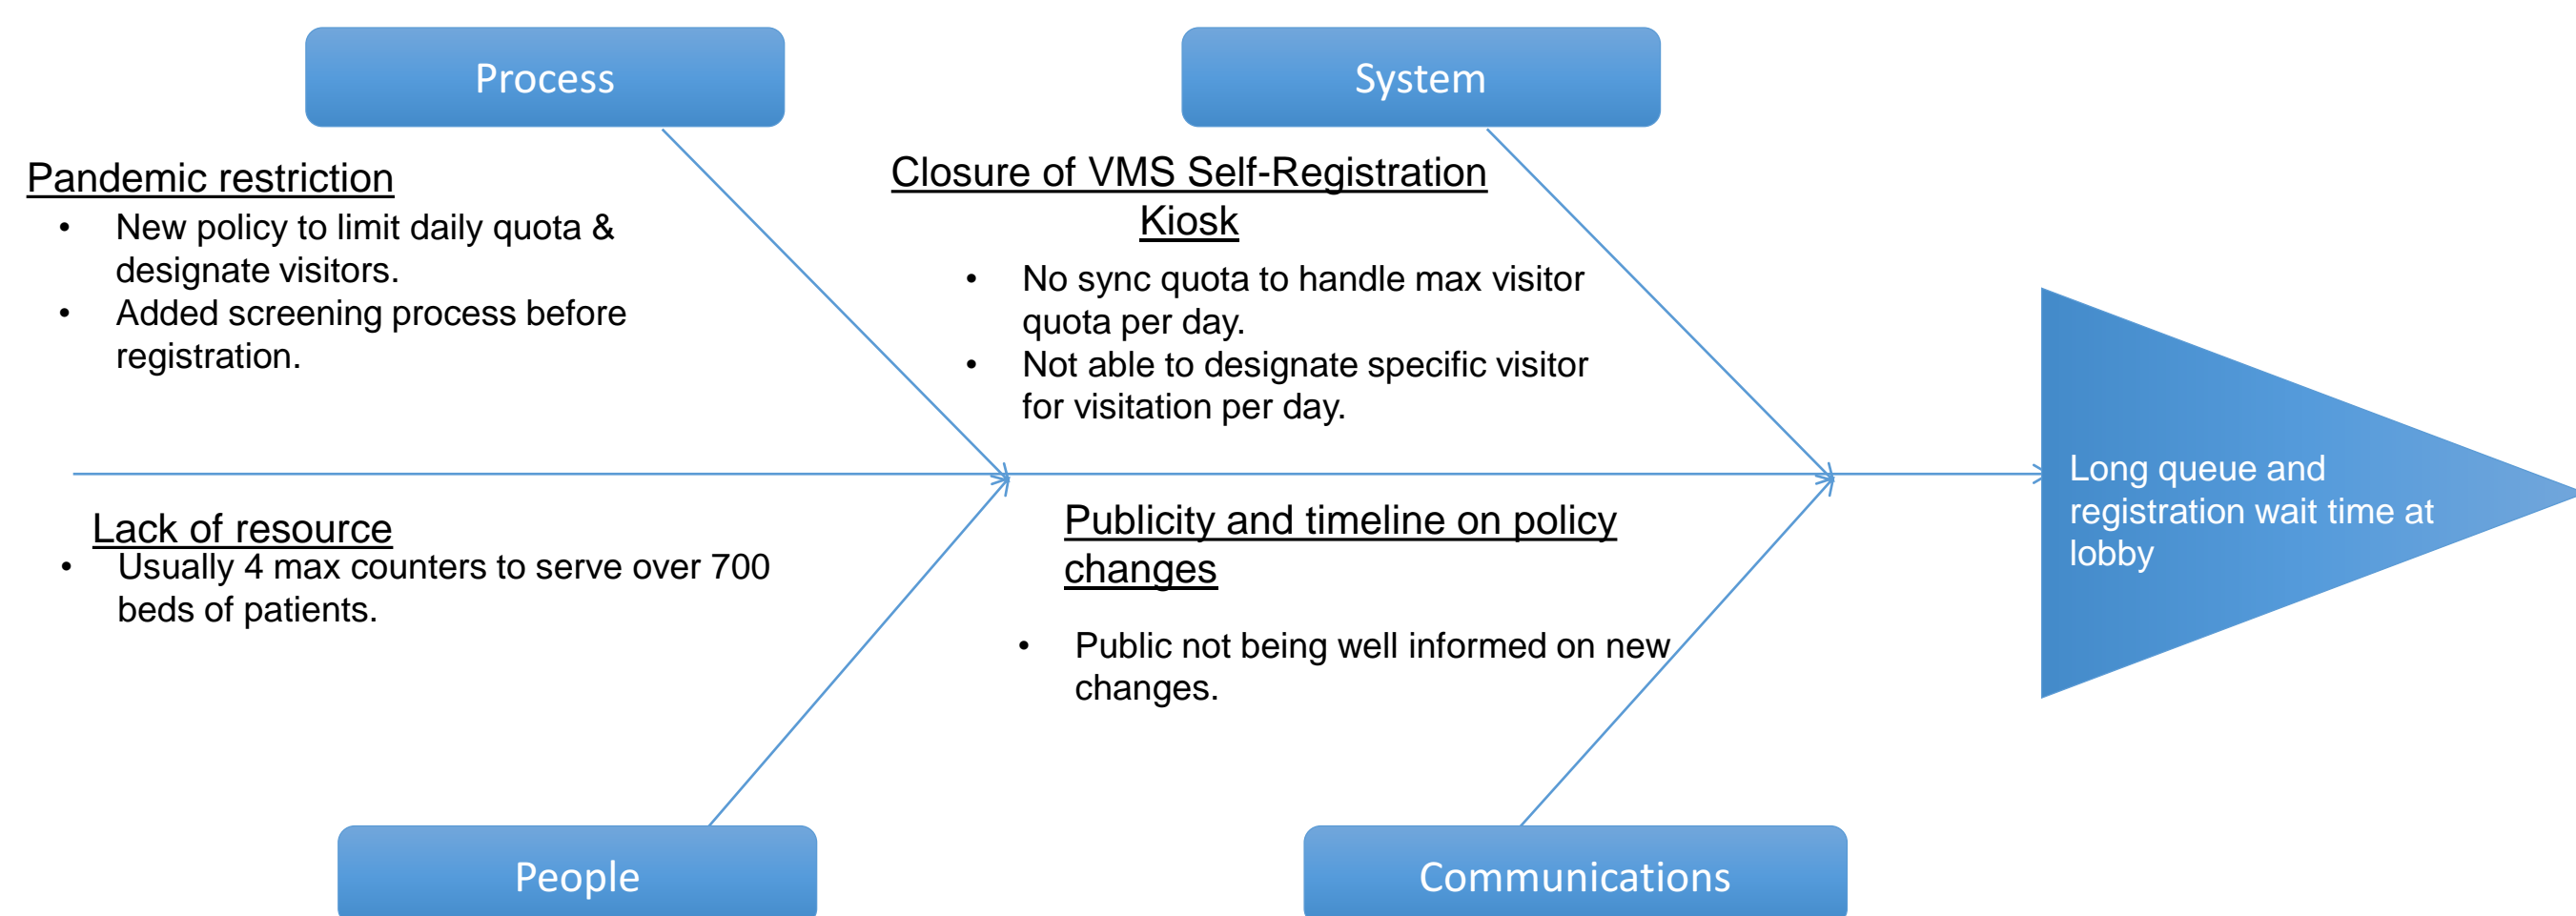 Process
System
Pandemic restriction
• New policy to limit daily quota &
designate visitors.
• Added screening process before
registration.
Closure of VMS Self-Registration
Kiosk
• No sync quota to handle max visitor
quota per day.
• Not able to designate specific visitor
for visitation per day.
Long queue and
registration wait time at
lobby
Lack of resource
• Usually 4 max counters to serve over 700
beds of patients.
Publicity and timeline on policy
changes
• Public not being well informed on new
changes.
People
Communications